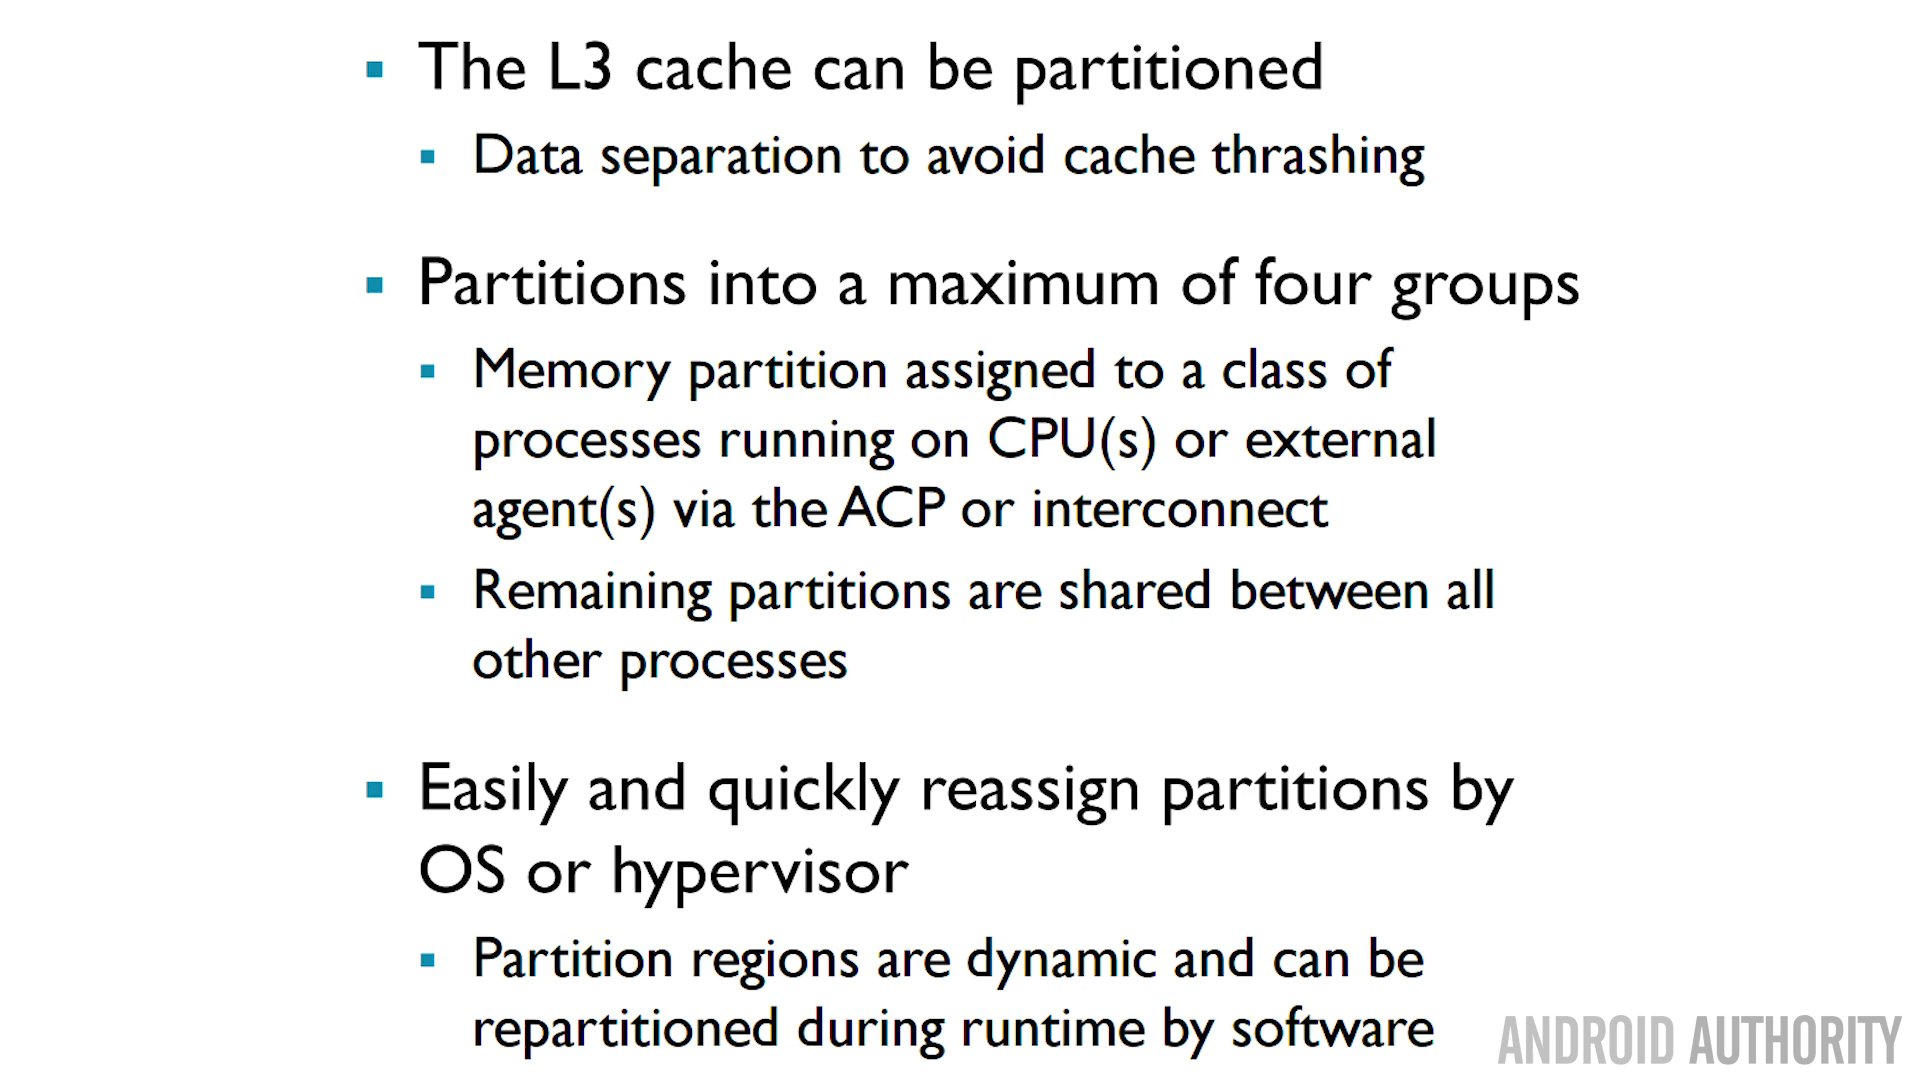 The L3 cache can be partitioned
Data separation to avoid cache thrashing
Partitions into a maximum of four groups
Memory partition assigned to a class of
processes running on CPU(s) or external
agent(s) via the ACP or interconnect
Remaining partitions are shared between all
other processes
Easily and quickly reassign partitions by
OS or hypervisor
Partition regions are dynamic and can be
repartitioned during runtime by software
ANDROID AUTHORITY